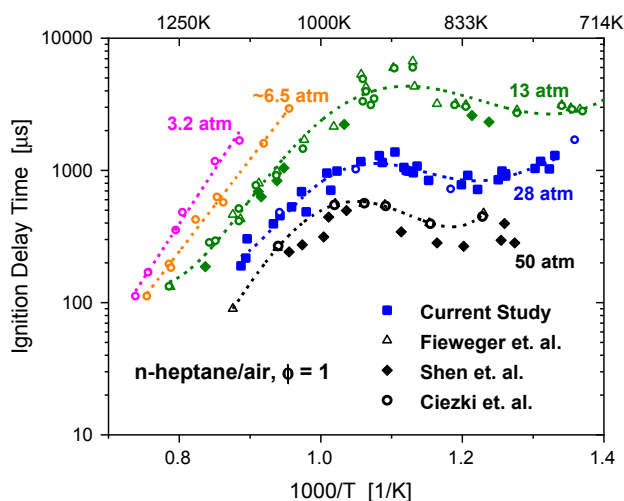 1250K 1000K 833K 714K
10000
1000
100
10
Ignition Delay Time [µs]
3.2 atm
~6.5 atm
13 atm
28 atm
50 atm
n-heptane/air, ϕ = 1
Current Study
Fieweger et. al.
Shen et. al.
Ciezki et. al.
0.8 1.0 1.2 1.4
1000/T [1/K]